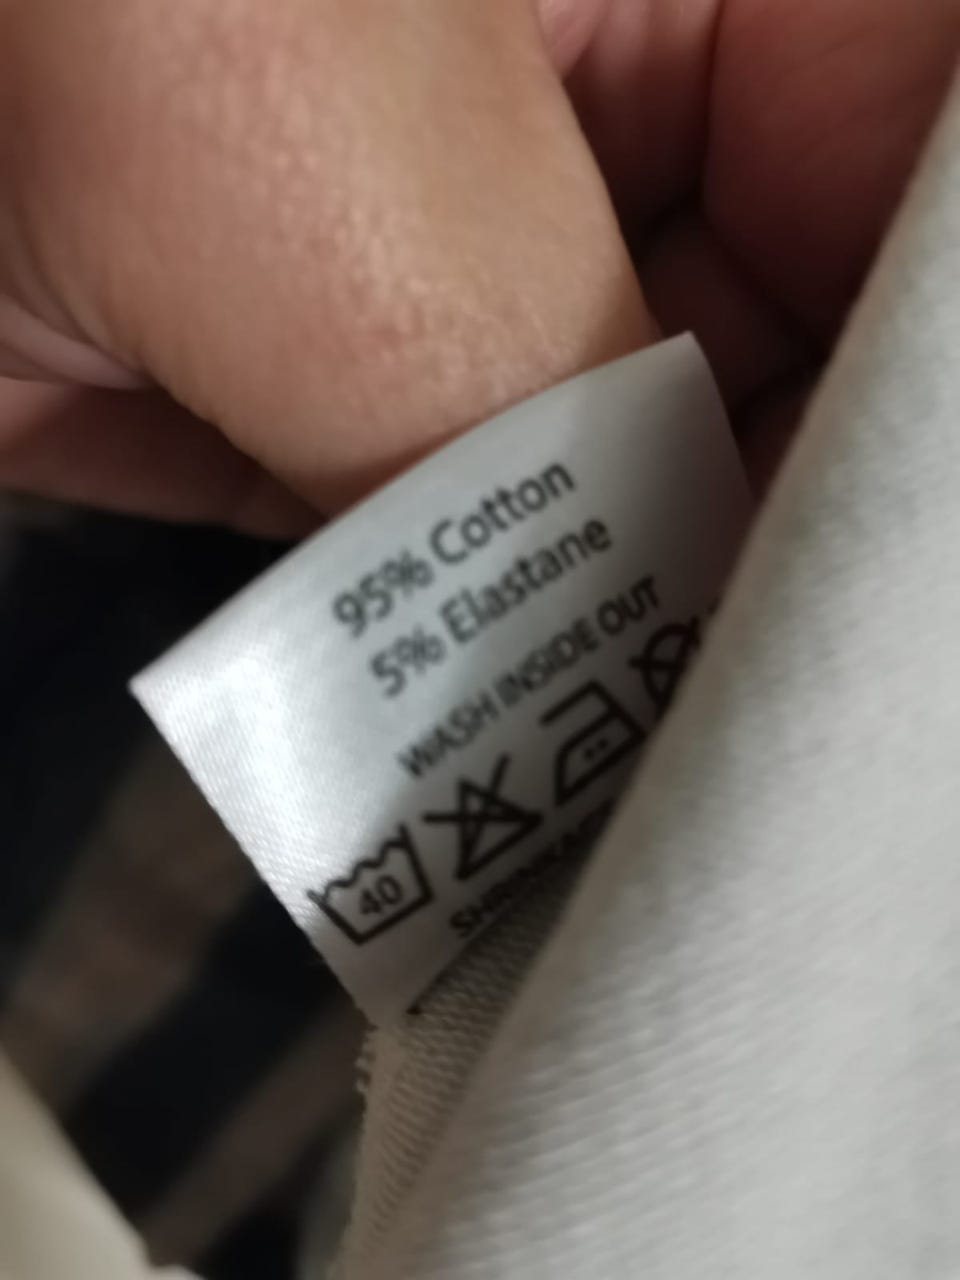 95% Cotton
5% Elastane
WASH INSIDE OUT
40